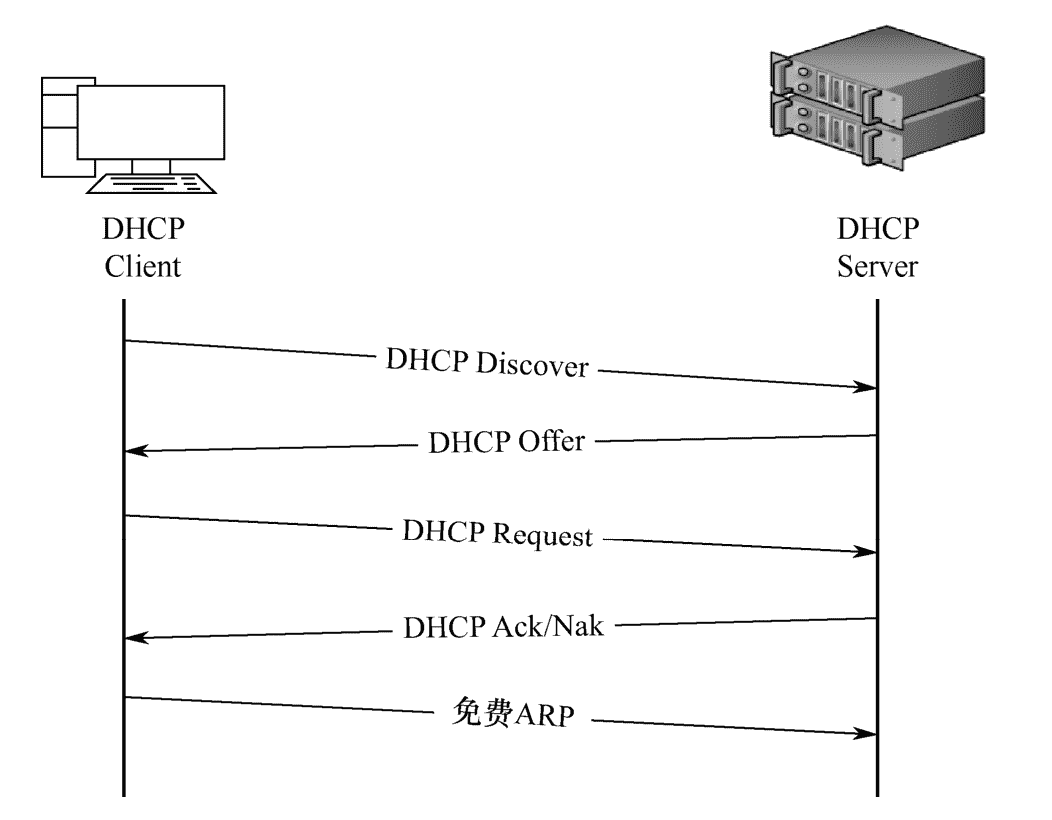 DHCP
Client
DHCP
Server
DHCP Discover
DHCP Offer
DHCP Request
DHCP Ack/Nak
免费ARP